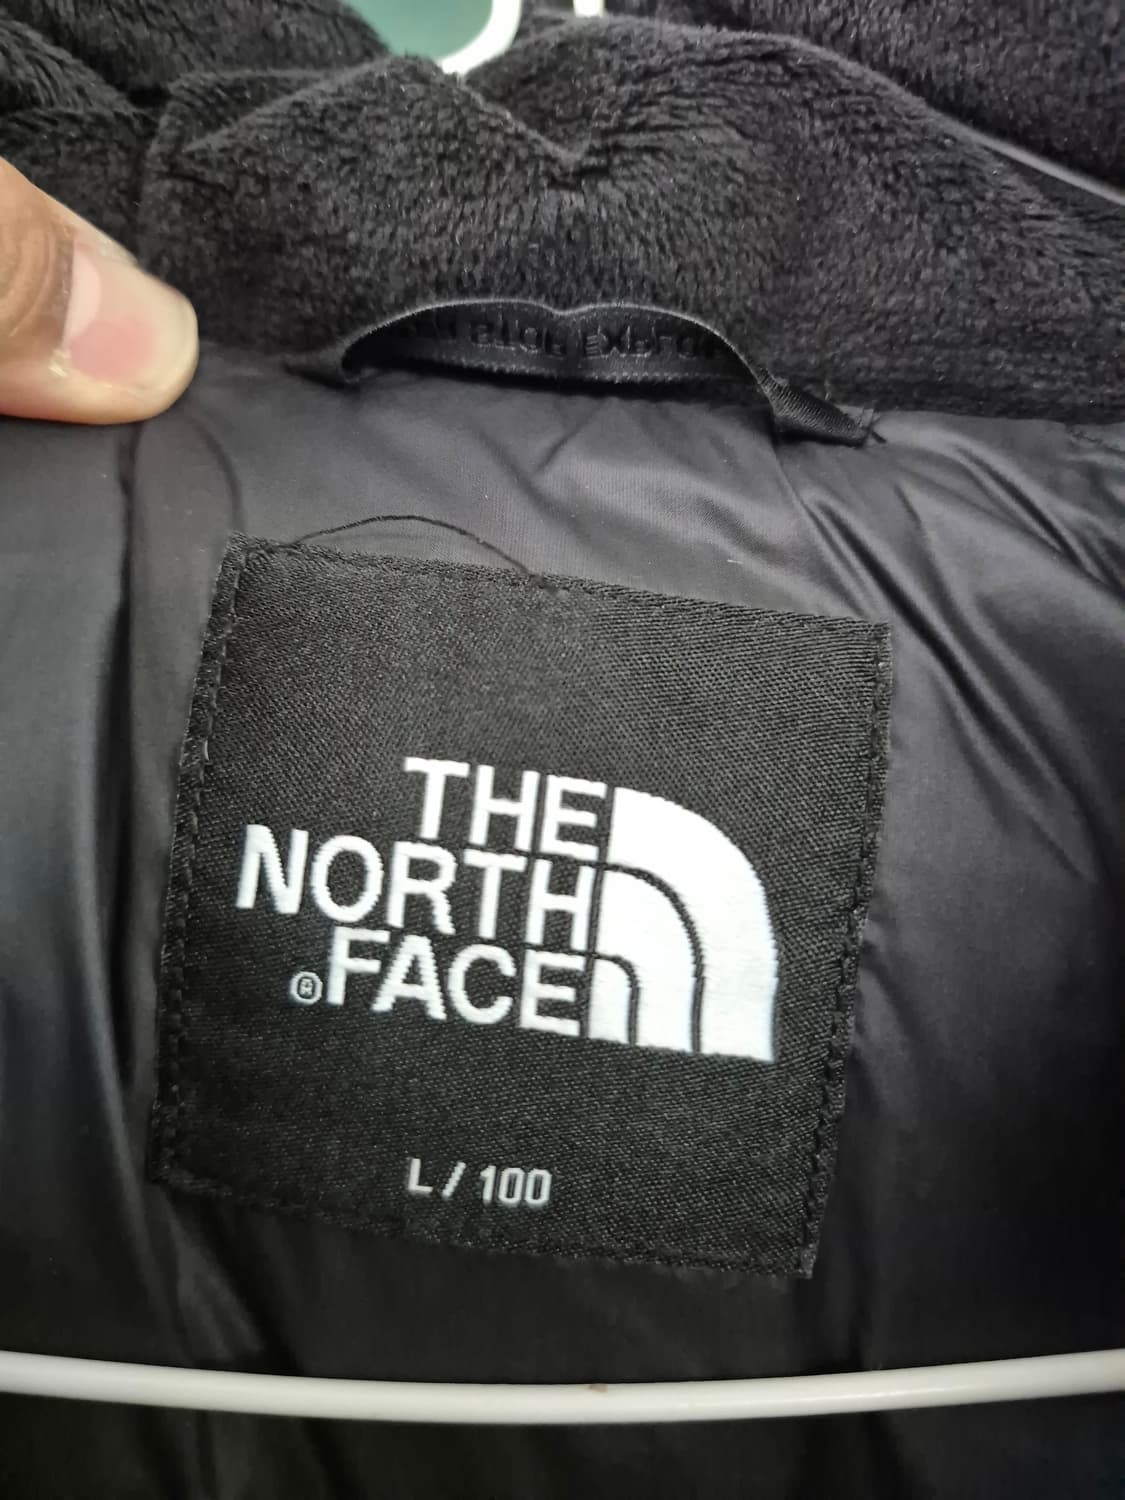 THE
NORTH
®FACE
L / 100